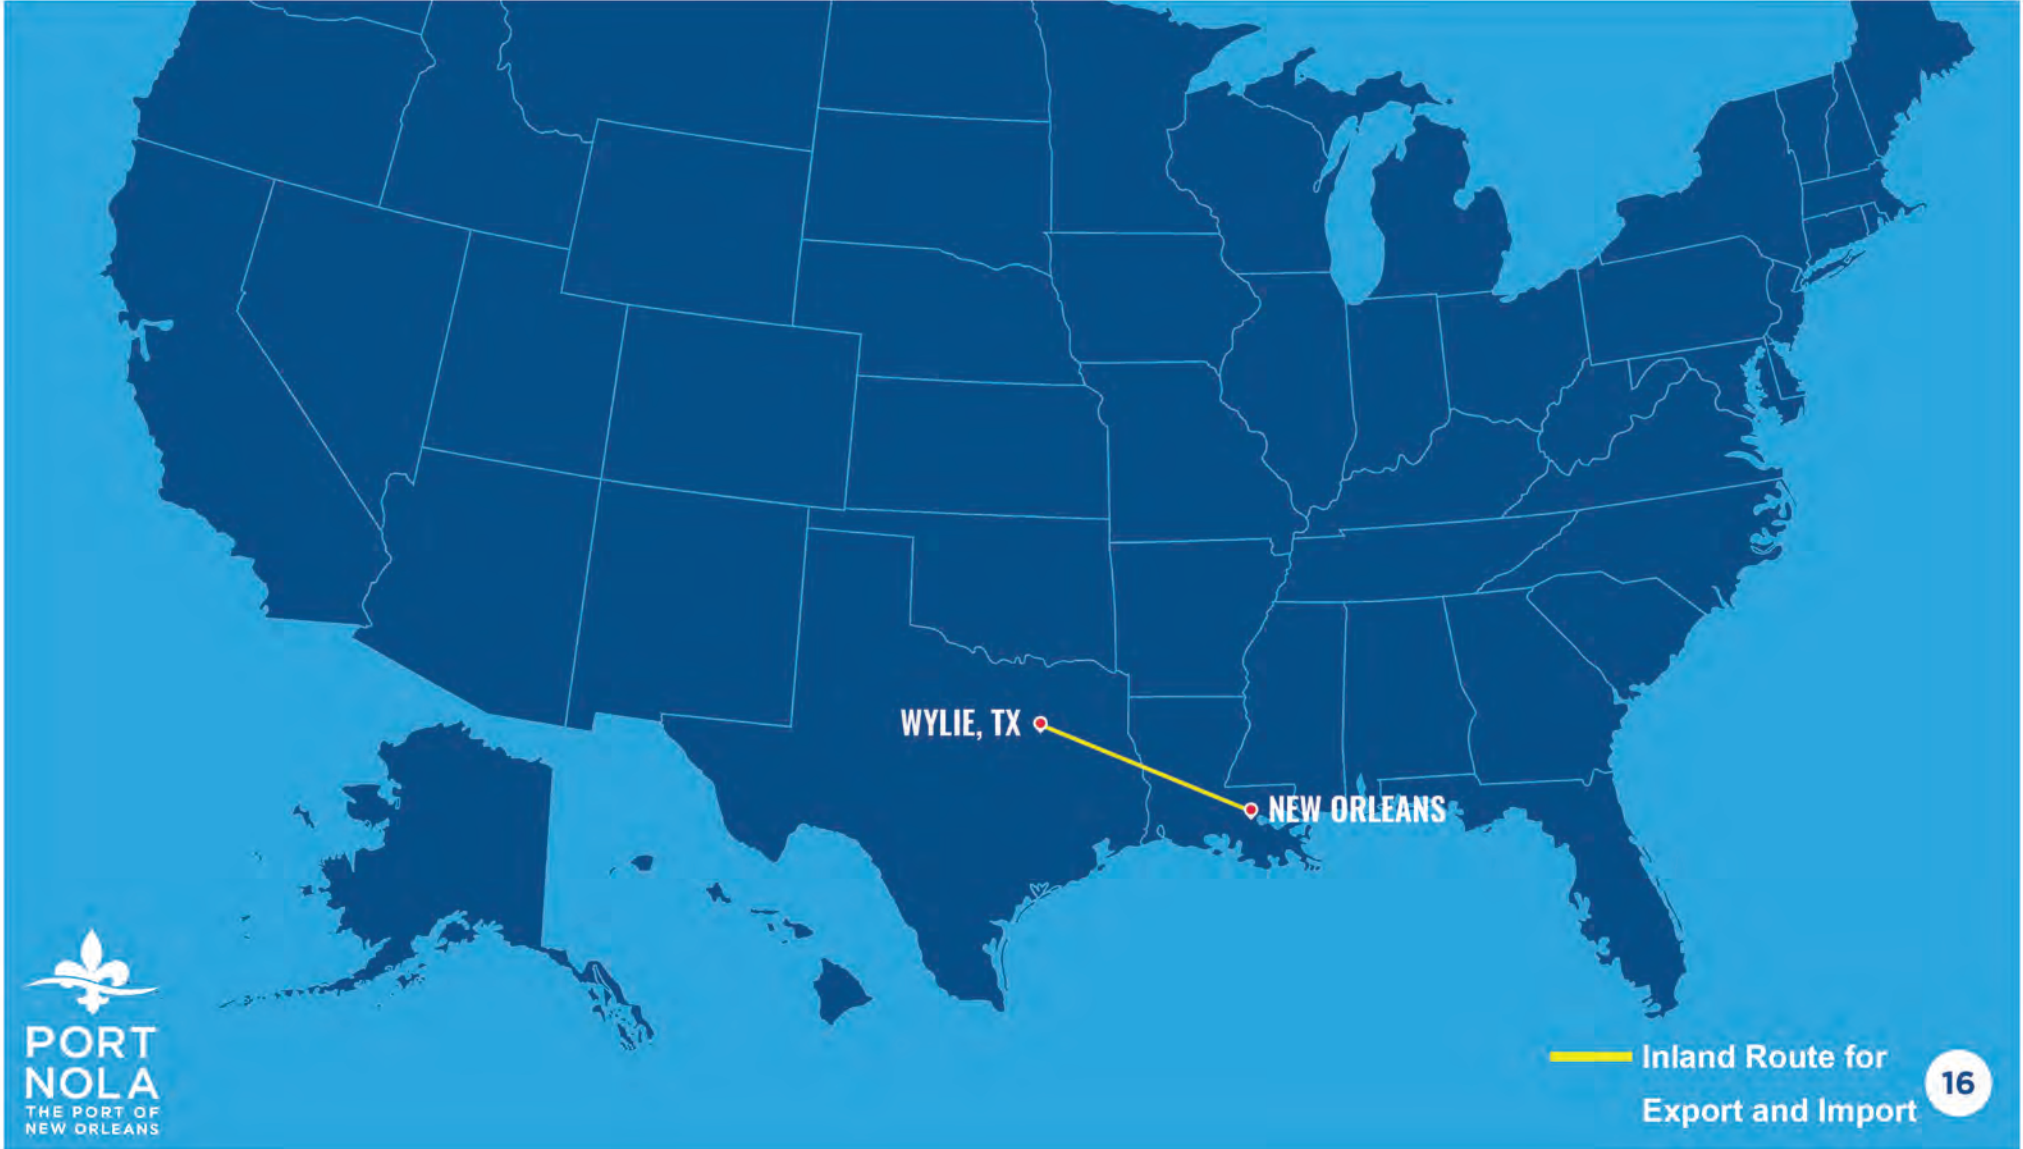 WYLIE, TX
NEW ORLEANS
PORT
NOLA
THE PORT OF
NEW ORLEANS
Inland Route for
Export and Import
16